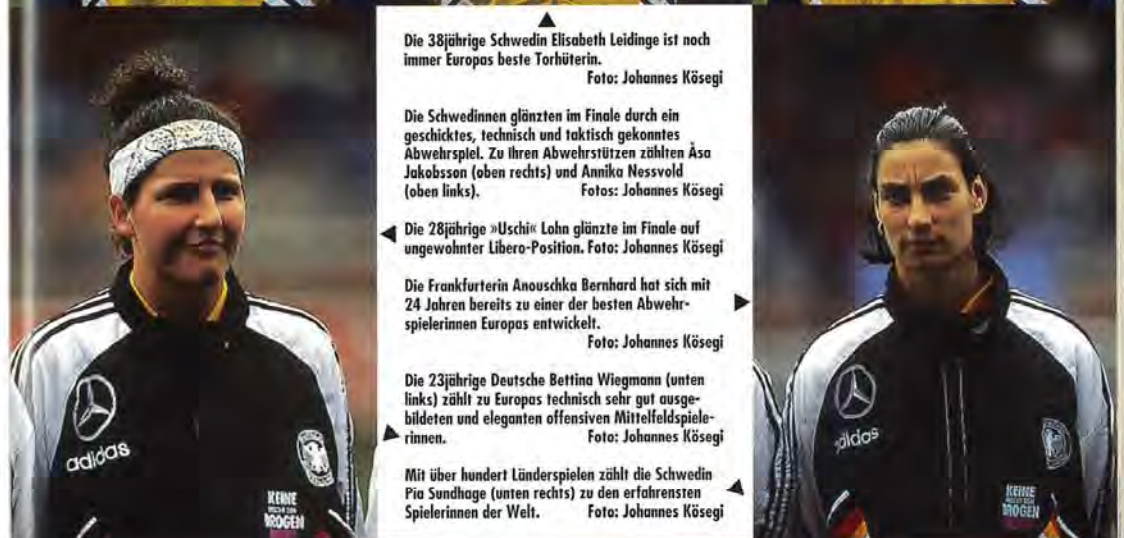 Die 38jährige Schwedin Elisabeth Leidinge ist noch
immer Europas beste Torhüterin.
Foto: Johannes Kösegi
Die Schwedinnen glänzten im Finale durch ein
geschicktes, technisch und taktisch gekonntes
Abwehrspiel. Zu Ihren Abwehrstützen zählten Åsa
Jakobsson (oben rechts) und Annika Nessvold
(oben links). Fotos: Johannes Kösegi
Die 28jährige »Uschi« Lohn glänzte im Finale auf
ungewohnter Libero-Position. Foto: Johannes Kösegi
Die Frankfurterin Anouschka Bernhard hat sich mit
24 Jahren bereits zu einer der besten Abwehr-
spielerinnen Europas entwickelt.
Foto: Johannes Kösegi
Die 23jährige Deutsche Bettina Wiegmann (unten
links) zählt zu Europas technisch sehr gut ausge-
bildeten und eleganten offensiven Mittelfeldspiele-
rinnen. Foto: Johannes Kösegi
Mit über hundert Länderspielen zählt die Schwedin
Pia Sundhage (unten rechts) zu den erfahrensten
Spielerinnen der Welt. Foto: Johannes Kösegi
adidas
KEINE
DROGEN
adidas
KEINE
DROGEN